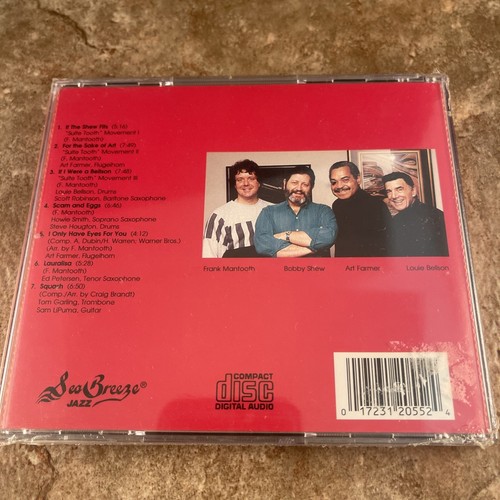 1. If The Shew Fits (5:16)
"Suite Tooth" Movement I
(F. Mantooth)
2. For the Sake of Art (7:49)
"Suite Tooth" Movement II
(F. Mantooth)
Art Farmer, Flugelhorn
3. If I Were a Bellson (7:48)
"Suite Tooth" Movement III
(F. Mantooth)
Louie Bellson, Drums
Scott Robinson, Baritone Saxophone
4. Scam and Eggs (6:46)
(F. Mantooth)
Howie Smith, Soprano Saxophone
Steve Houghton, Drums
5. I Only Have Eyes For You (4:12)
(Comp. A. Dubin/H. Warren; Warner Bros.)
(Arr. by F. Mantooth)
Art Farmer, Flugelhorn
6. Lauralisa (5:28)
(F. Mantooth)
Ed Petersen, Tenor Saxophone
7. Squash (6:50)
(Comp./Arr. by Craig Brandt)
Tom Garling, Trombone
Sam LiPuma, Guitar
Frank Mantooth Bobby Shew Art Farmer Louie Bellson
Sea Breeze®
JAZZ
COMPACT
disc
DIGITAL AUDIO
0 17231 20552 4